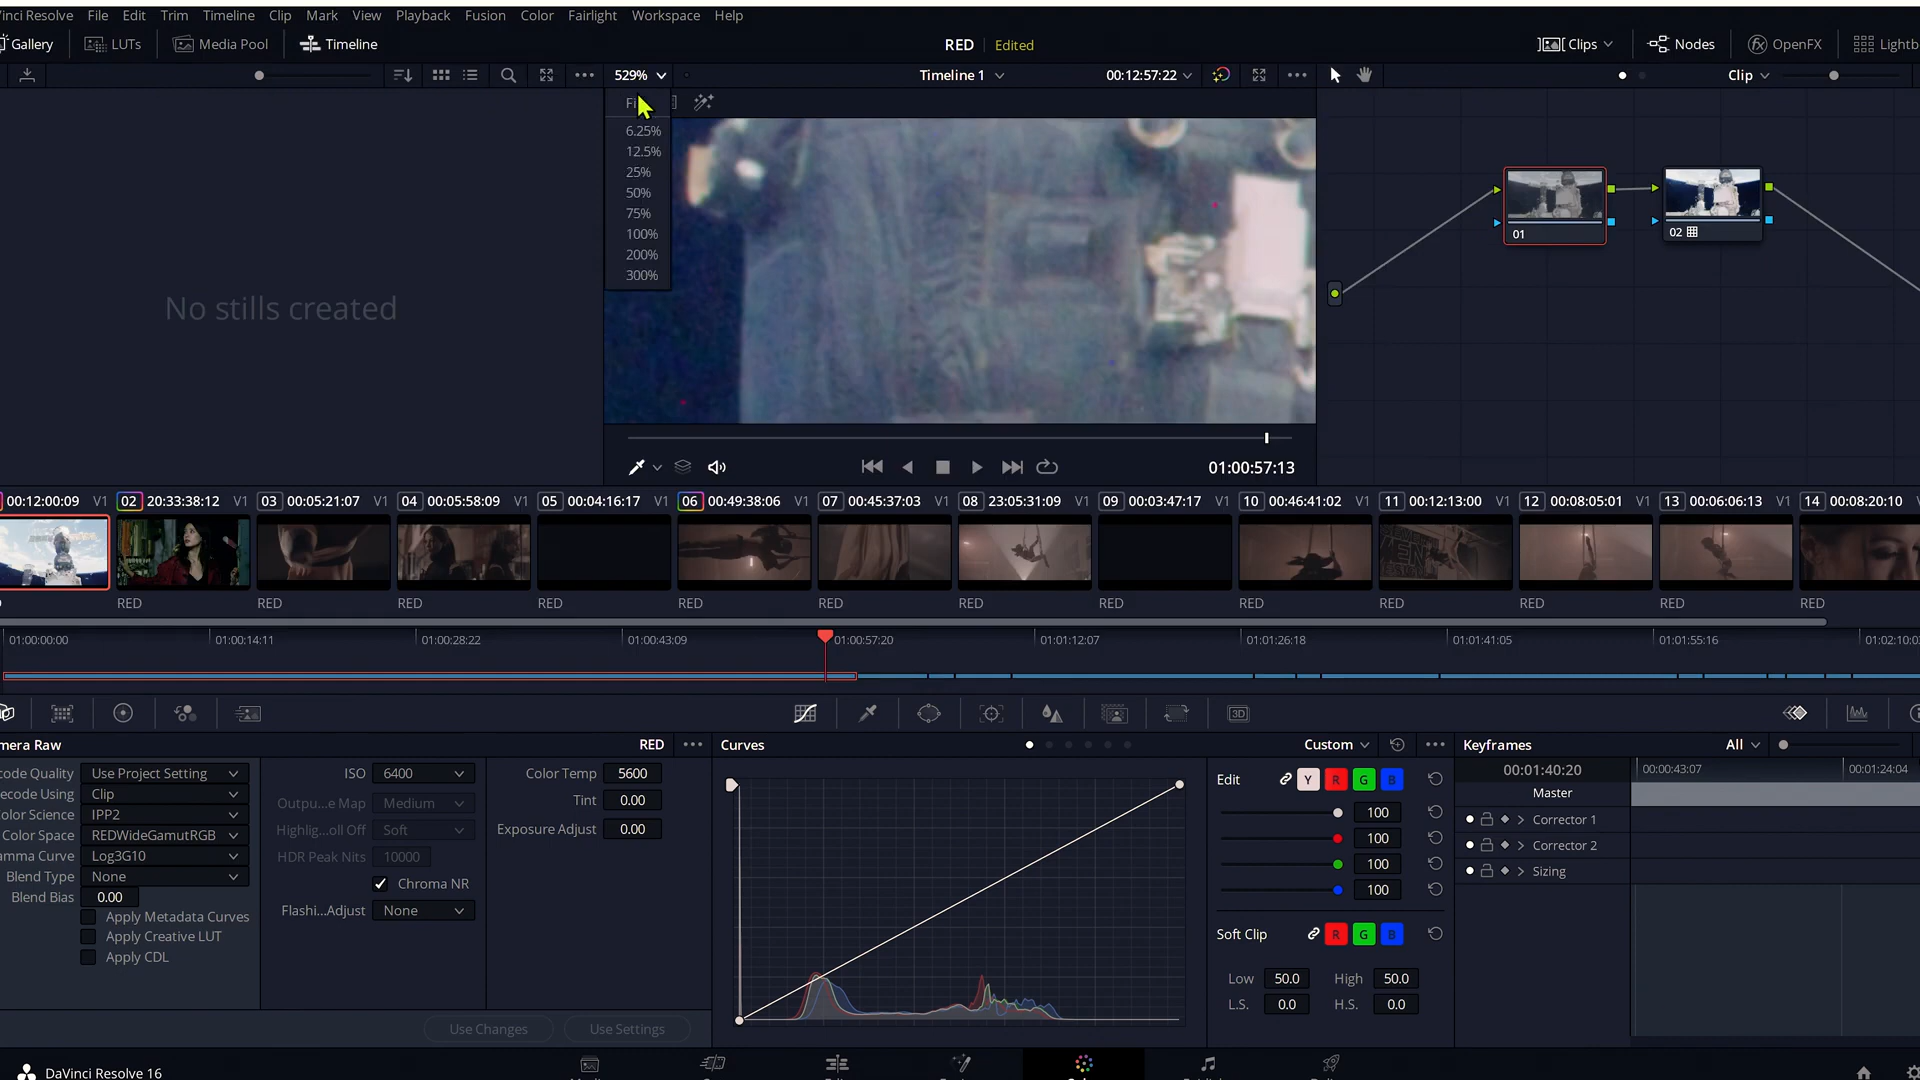 inci Resolve File Edit Trim Timeline Clip Mark View Playback Fusion Color Fairlight Workspace Help
Gallery LUTs Media Pool Timeline RED Edited Clips Nodes OpenFX Lightb
529% Timeline 1 00:12:57:22 Clip
6.25%
12.5%
25%
50%
75%
100%
200%
300%
No stills created
01
02
01:00:57:13
00:12:00:09 V1 02 20:33:38:12 V1 03 00:05:21:07 V1 04 00:05:58:09 V1 05 00:04:16:17 V1 06 00:49:38:06 V1 07 00:45:37:03 V1 08 23:05:31:09 V1 09 00:03:47:17 V1 10 00:46:41:02 V1 11 00:12:13:00 V1 12 00:08:05:01 V1 13 00:06:06:13 V1 14 00:08:20:10
RED RED RED RED RED RED RED RED RED RED RED RED RED
01:00:00:00 01:00:14:11 01:00:28:22 01:00:43:09 01:00:57:20 01:01:12:07 01:01:26:18 01:01:41:05 01:01:55:16 01:02:10:0
mera Raw RED
code Quality Use Project Setting
ecode Using Clip
olor Science IPP2
Color Space REDWideGamutRGB
amma Curve Log3G10
Blend Type None
Blend Bias 0.00
Apply Metadata Curves
Apply Creative LUT
Apply CDL
ISO 6400
Outpu...e Map Medium
Highlig...oll Off Soft
HDR Peak Nits 10000
Chroma NR
Flashi...Adjust None
Color Temp 5600
Tint 0.00
Exposure Adjust 0.00
Use Changes Use Settings
Curves Custom
Edit Y R G B
100
100
100
100
Soft Clip R G B
Low 50.0 High 50.0
L.S. 0.0 H.S. 0.0
Keyframes All
00:01:40:20 00:00:43:07 00:01:24:04
Master
Corrector 1
Corrector 2
Sizing
3D
DaVinci Resolve 16